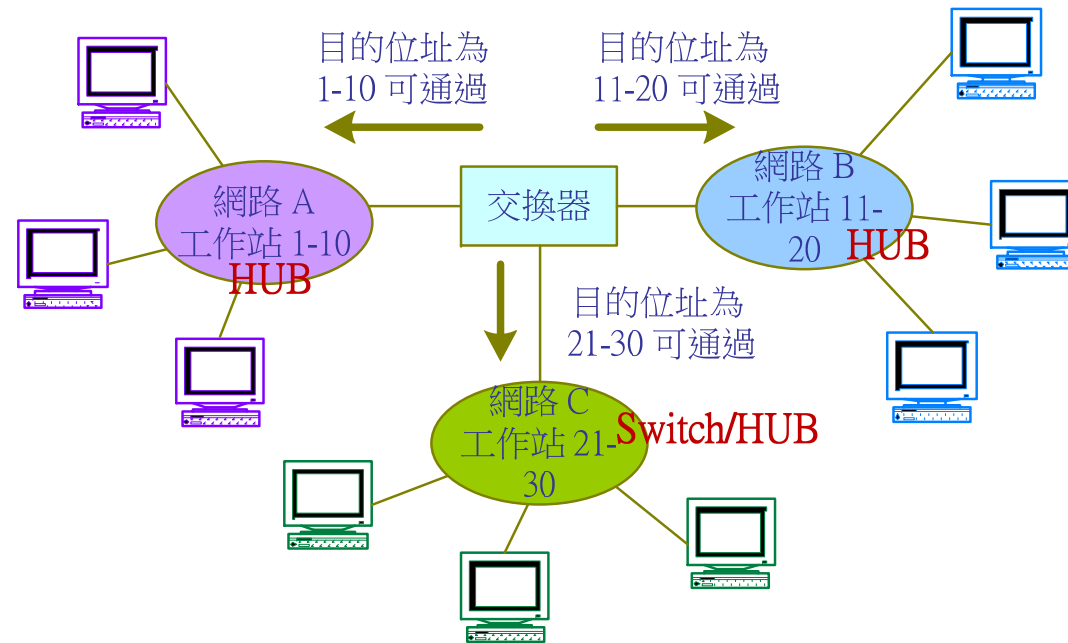 目的位址為
1-10 可通過
目的位址為
11-20 可通過
網路 A
工作站 1-10
HUB
交換器
網路 B
工作站 11-
20
HUB
目的位址為
21-30 可通過
網路 C
工作站 21-
30
Switch/HUB